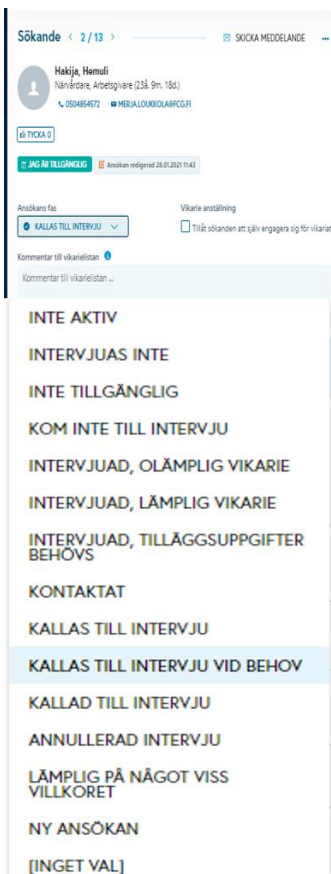 Sökande < 2 / 13 > SKICKA MEDDELANDE ...
Hakija, Hemuli
Närvårdare, Arbetsgivare (23å. 9m. 18d.)
0504854572 MERJA.LOUKKOLA@FCG.FI
TYCKA 0
JAG ÄR TILLGÄNGLIG Ansökan redigerad 28.01.2021 11:43
Ansökans fas Vikarie anställning
KALLAS TILL INTERVJU Tillåt sökanden att själv engagera sig för vikariat
Kommentar till vikarielistan
Kommentar till vikarielistan ...
INTE AKTIV
INTERVJUAS INTE
INTE TILLGÄNGLIG
KOM INTE TILL INTERVJU
INTERVJUAD, OLÄMPLIG VIKARIE
INTERVJUAD, LÄMPLIG VIKARIE
INTERVJUAD, TILLÄGGSUPPGIFTER
BEHÖVS
KONTAKTAT
KALLAS TILL INTERVJU
KALLAS TILL INTERVJU VID BEHOV
KALLAD TILL INTERVJU
ANNULLERAD INTERVJU
LÄMPLIG PÅ NÅGOT VISS
VILLKORET
NY ANSÖKAN
[INGET VAL]